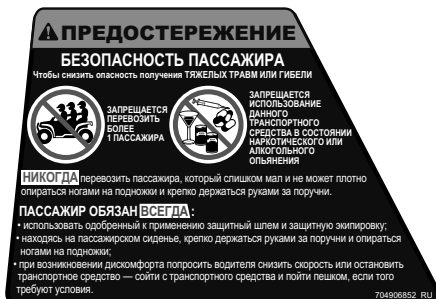 ПРЕДОСТЕРЕЖЕНИЕ
БЕЗОПАСНОСТЬ ПАССАЖИРА
Чтобы снизить опасность получения ТЯЖЕЛЫХ ТРАВМ ИЛИ ГИБЕЛИ
ЗАПРЕЩАЕТСЯ
ПЕРЕВОЗИТЬ
БОЛЕЕ
1 ПАССАЖИРА
ЗАПРЕЩАЕТСЯ
ИСПОЛЬЗОВАНИЕ
ДАННОГО
ТРАНСПОРТНОГО
СРЕДСТВА В СОСТОЯНИИ
НАРКОТИЧЕСКОГО ИЛИ
АЛКОГОЛЬНОГО
ОПЬЯНЕНИЯ
НИКОГДА перевозить пассажира, который слишком мал и не может плотно
опираться ногами на подножки и крепко держаться руками за поручни.
ПАССАЖИР ОБЯЗАН ВСЕГДА :
• использовать одобренный к применению защитный шлем и защитную экипировку;
• находясь на пассажирском сиденье, крепко держаться руками за поручни и опираться
ногами на подножки;
• при возникновении дискомфорта попросить водителя снизить скорость или остановить
транспортное средство — сойти с транспортного средства и пойти пешком, если того
требуют условия.
704906852 RU